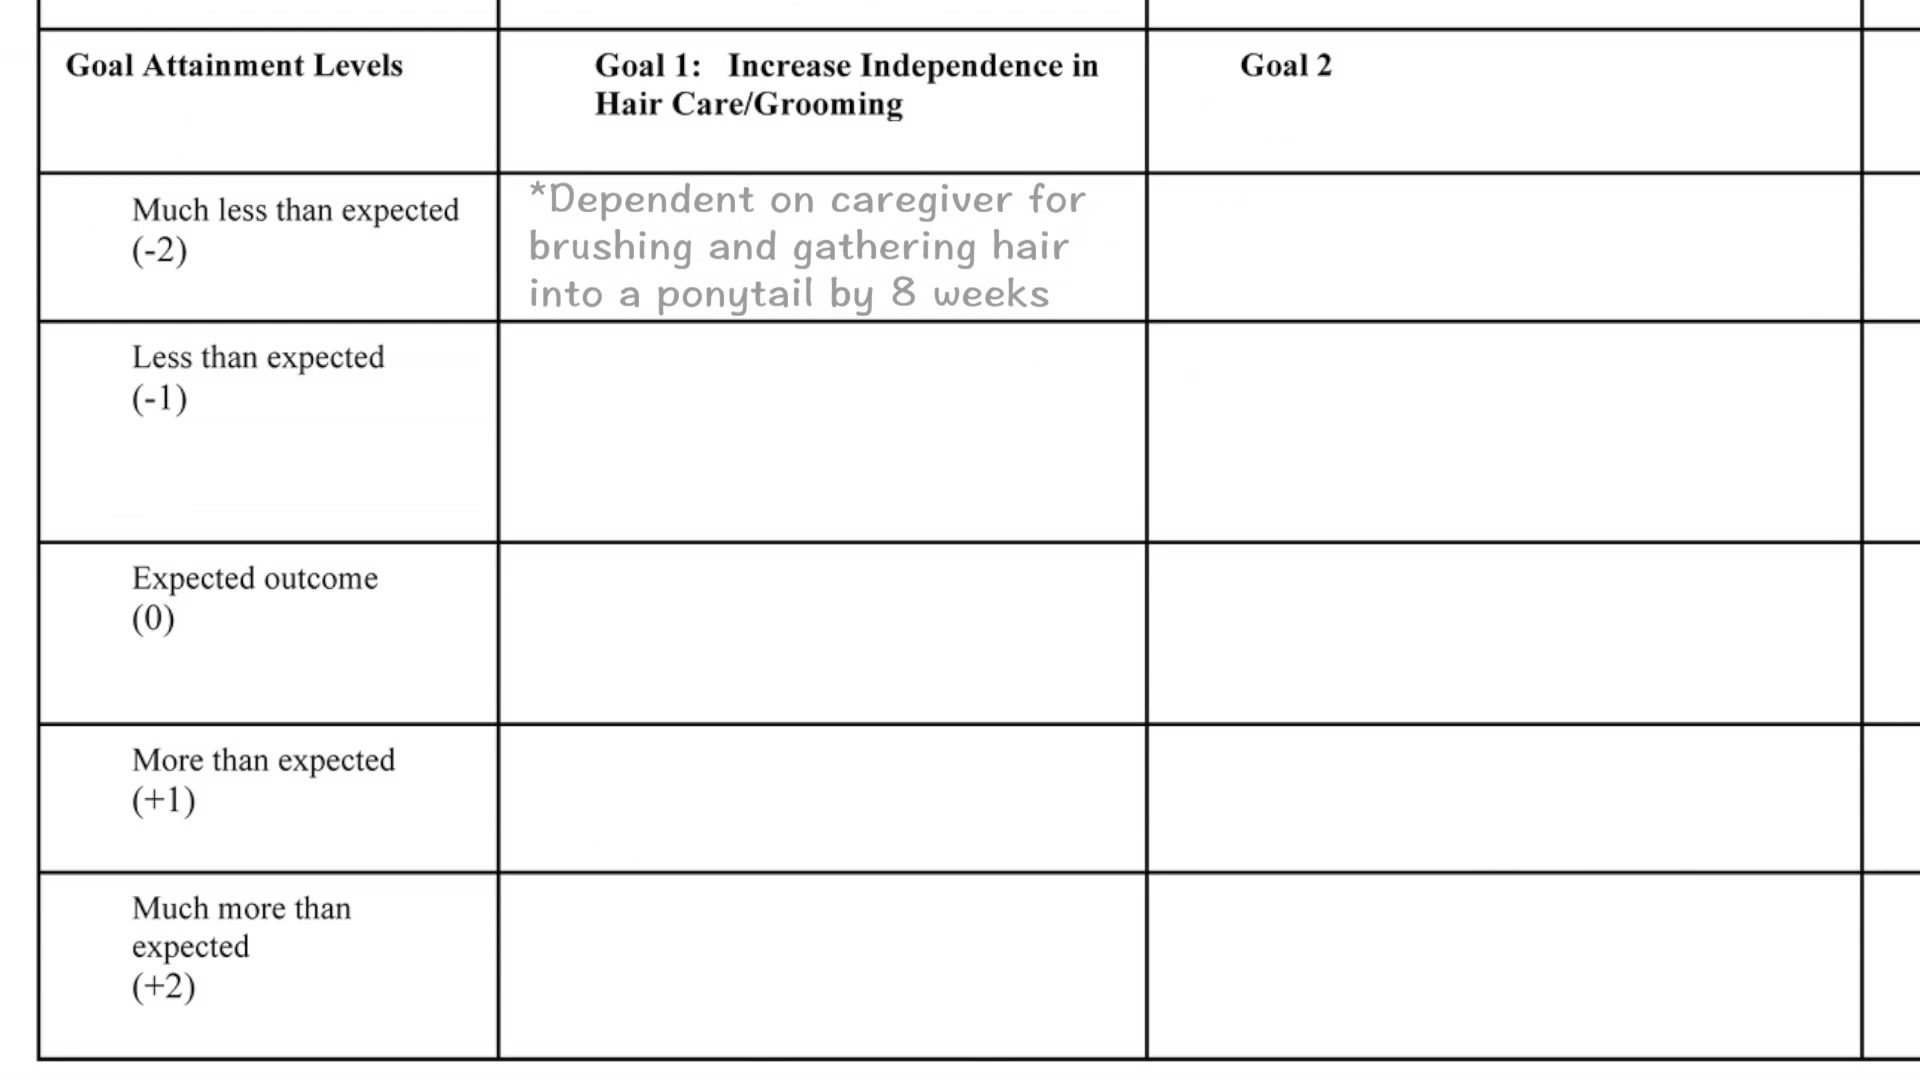 Goal Attainment Levels
Goal 1: Increase Independence in
Hair Care/Grooming
Goal 2
Much less than expected
(-2)
*Dependent on caregiver for
brushing and gathering hair
into a ponytail by 8 weeks
Less than expected
(-1)
Expected outcome
(0)
More than expected
(+1)
Much more than
expected
(+2)